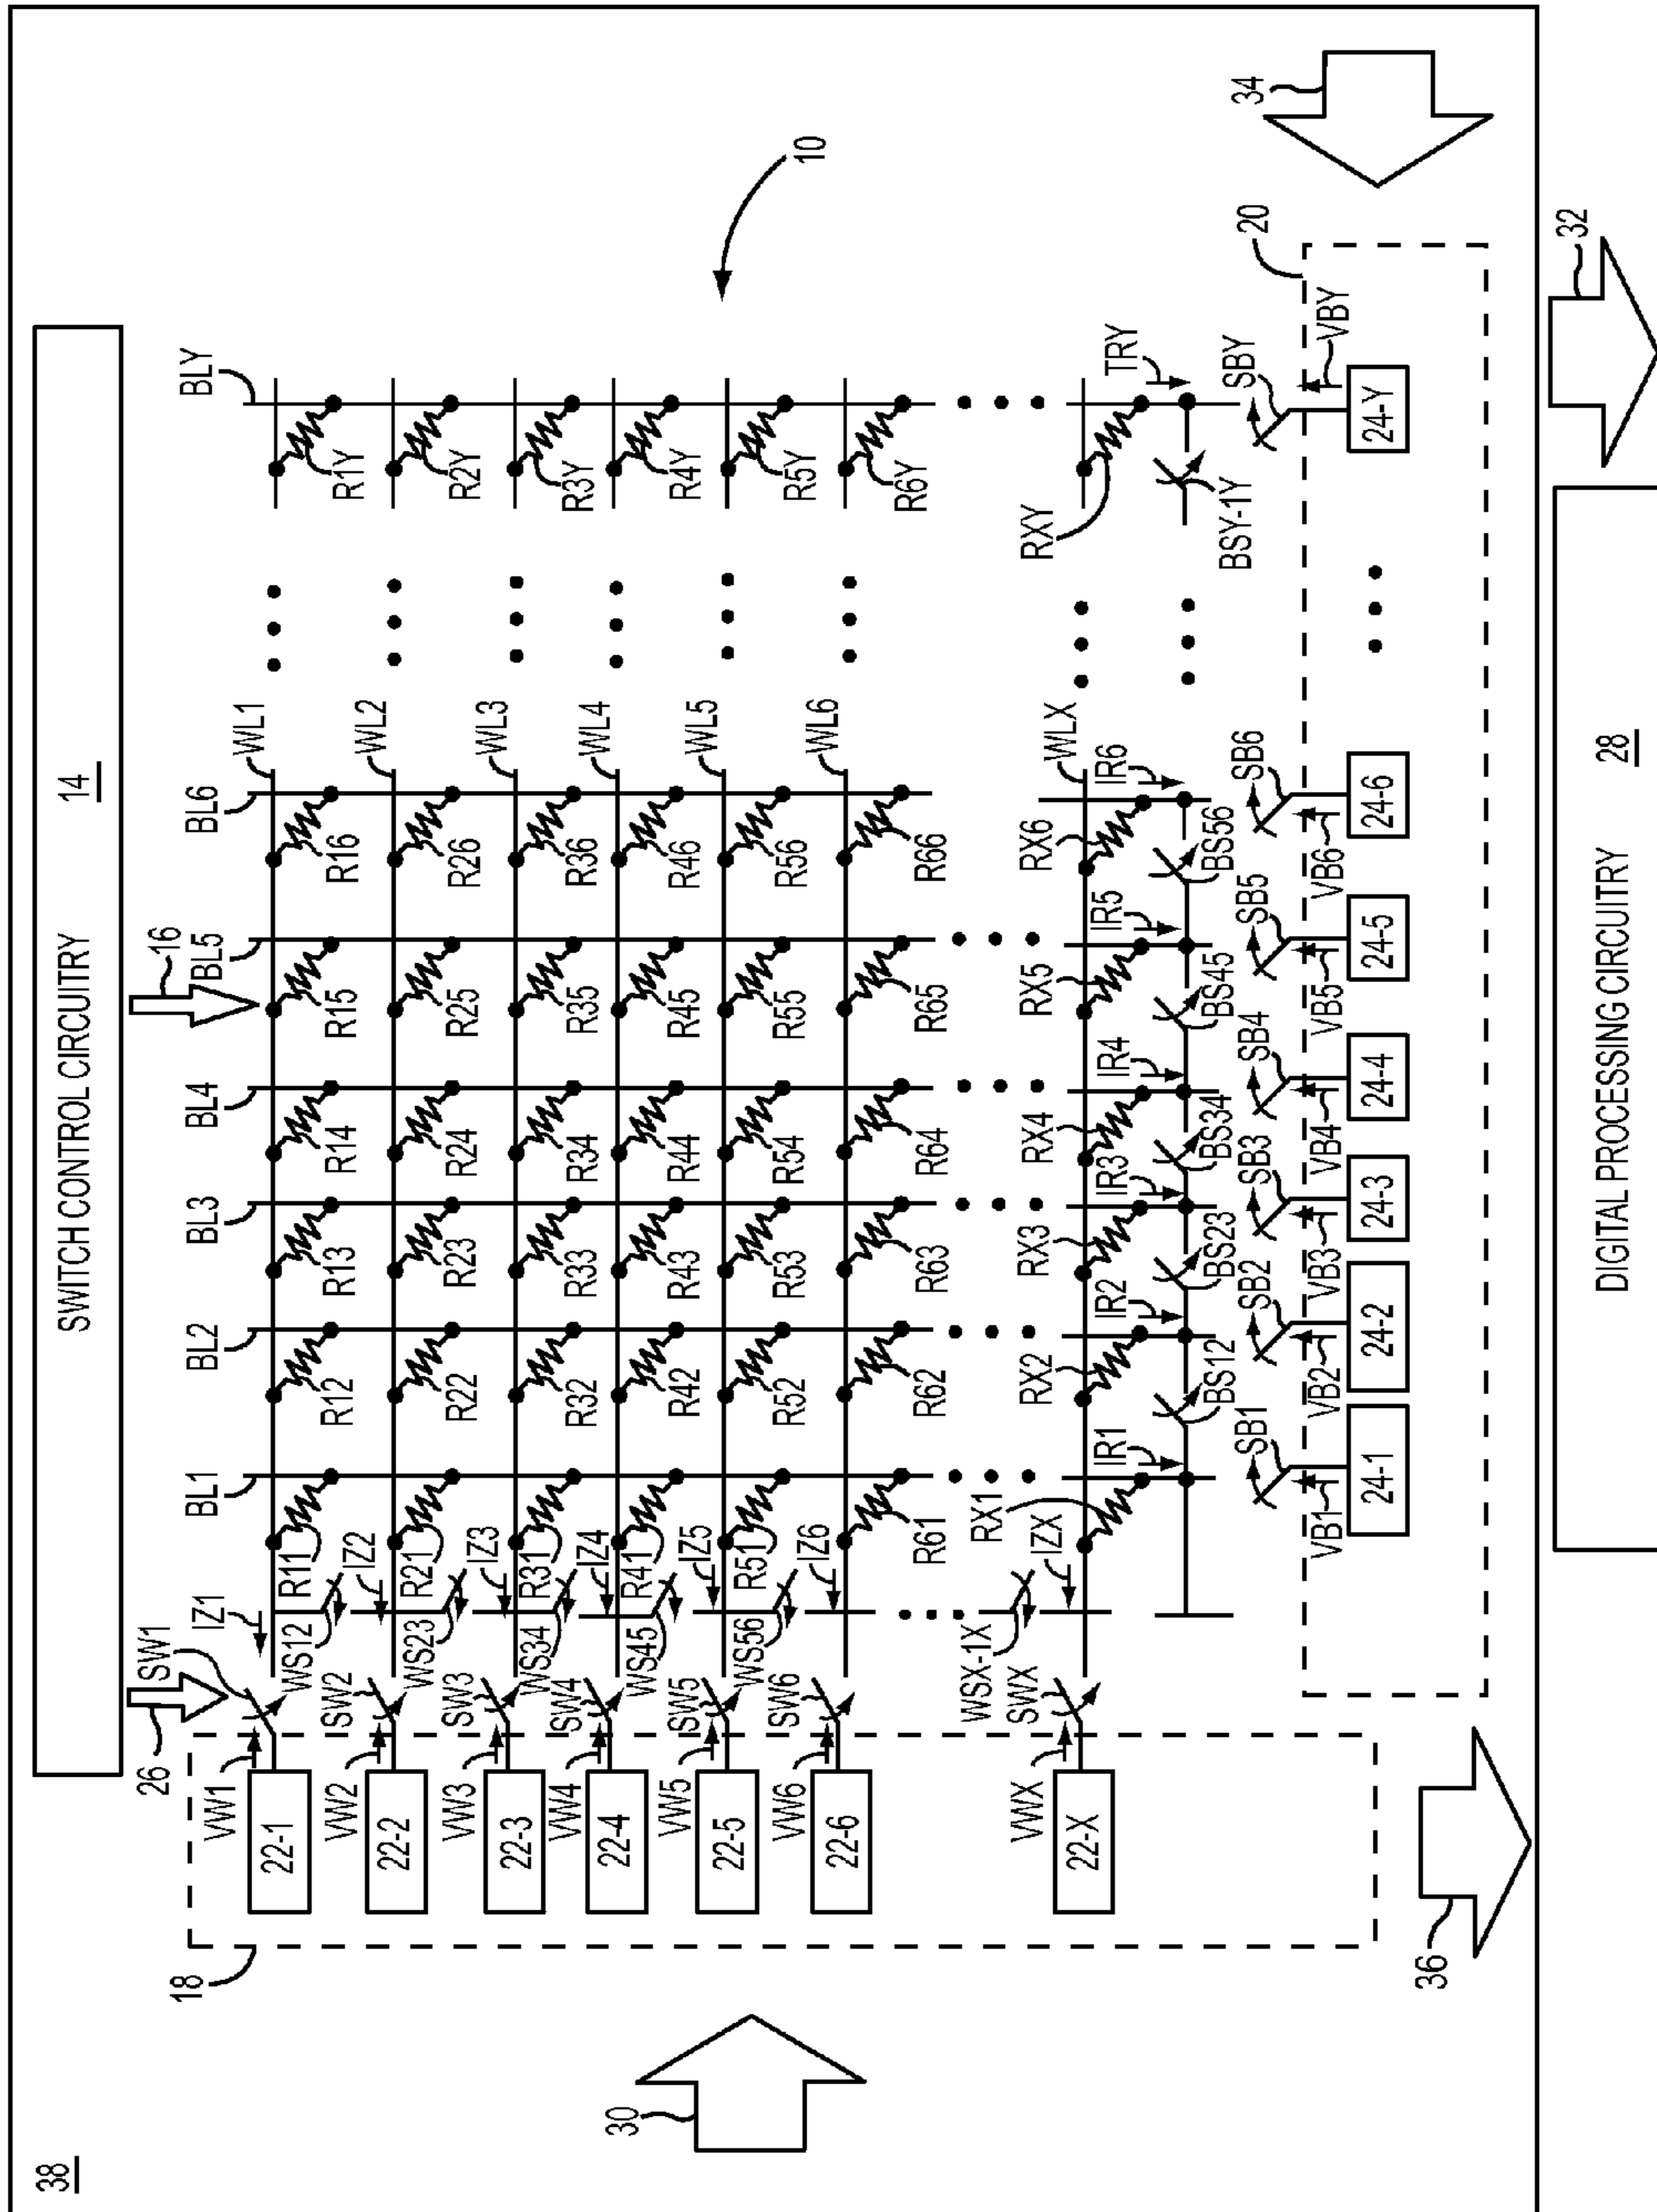 38
SWITCH CONTROL CIRCUITRY
14
26
SW1
16
18
30
10
BL1
BL2
BL3
BL4
BL5
BL6
BLY
IZ1
VW1
22-1
WS12
R11
R12
R13
R14
R15
R16
WL1
R1Y
VW2
22-2
SW2
IZ2
WS23
R21
R22
R23
R24
R25
R26
WL2
R2Y
VW3
22-3
SW3
IZ3
WS34
R31
R32
R33
R34
R35
R36
WL3
R3Y
VW4
22-4
SW4
IZ4
WS45
R41
R42
R43
R44
R45
R46
WL4
R4Y
VW5
22-5
SW5
IZ5
WS56
R51
R52
R53
R54
R55
R56
WL5
R5Y
VW6
22-6
SW6
IZ6
R61
R62
R63
R64
R65
R66
WL6
R6Y
VWX
22-X
SWX
WSX-1X
IZX
RX1
RX2
RX3
RX4
RX5
RX6
WLX
RXY
IR1
IR2
IR3
IR4
IR5
IR6
TRY
BS12
BS23
BS34
BS45
BS56
BSY-1Y
SB1
SB2
SB3
SB4
SB5
SB6
SBY
20
34
VB1
VB2
VB3
VB4
VB5
VB6
VBY
24-1
24-2
24-3
24-4
24-5
24-6
24-Y
36
32
DIGITAL PROCESSING CIRCUITRY
28